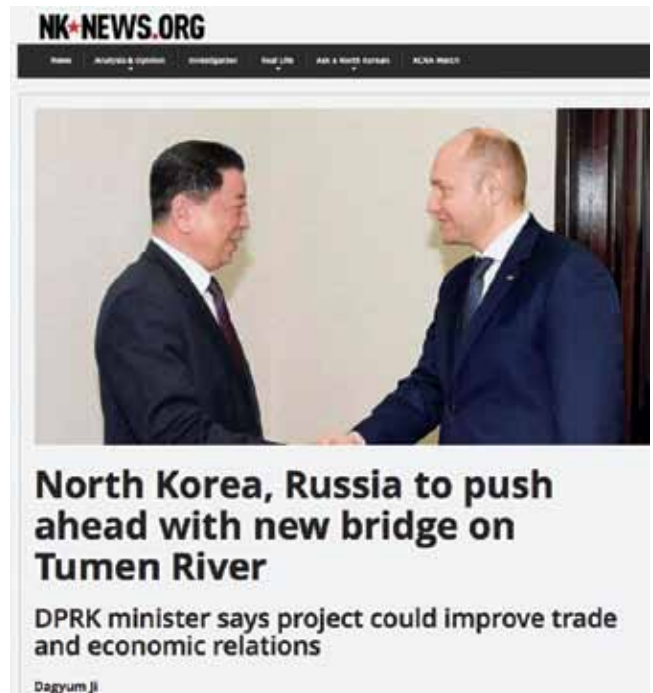 NK★NEWS.ORG
News Analysis & Opinion Investigation Real Life Ask a North Korean KCNA Watch
North Korea, Russia to push
ahead with new bridge on
Tumen River
DPRK minister says project could improve trade
and economic relations
Dagyum Ji